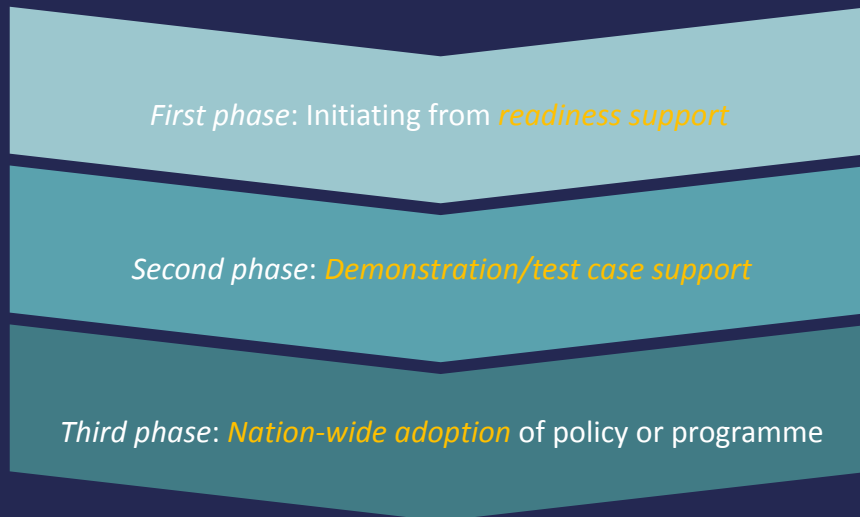 First phase: Initiating from readiness support
Second phase: Demonstration/test case support
Third phase: Nation-wide adoption of policy or programme